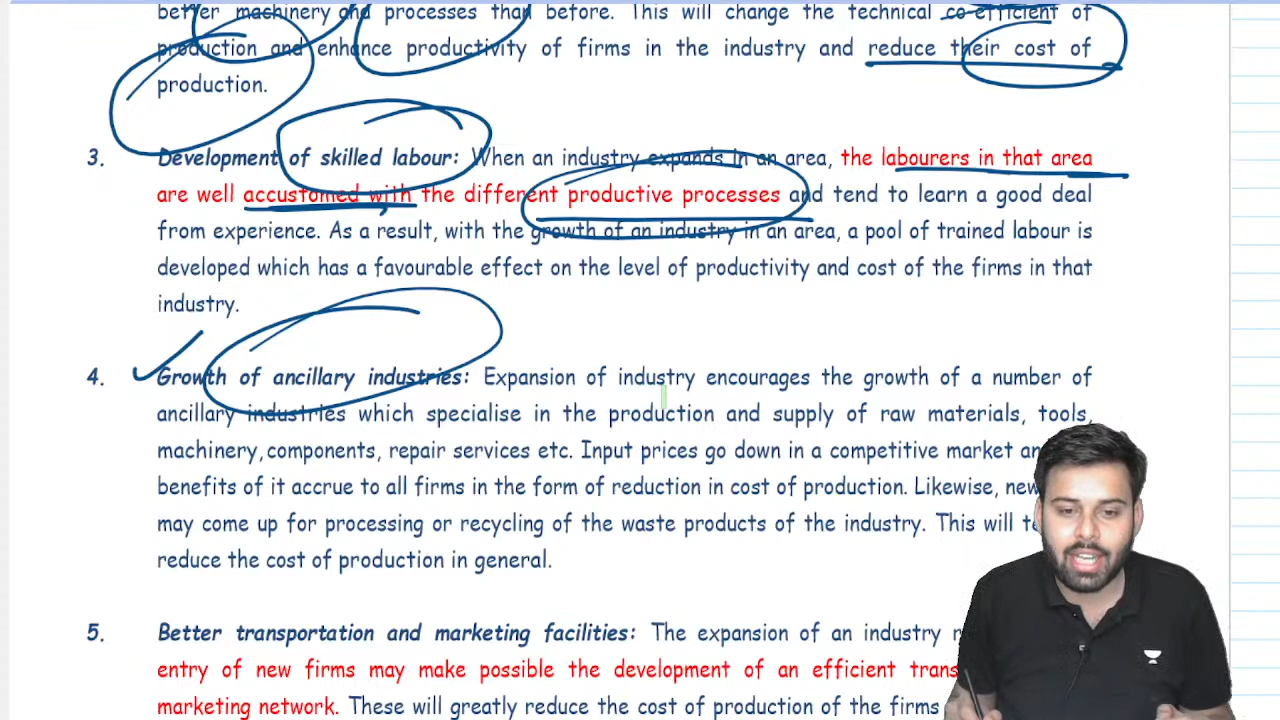 better machinery and processes than before. This will change the technical co-efficient of
production and enhance productivity of firms in the industry and reduce their cost of
production.
3. Development of skilled labour: When an industry expands in an area, the labourers in that area
are well accustomed with the different productive processes and tend to learn a good deal
from experience. As a result, with the growth of an industry in an area, a pool of trained labour is
developed which has a favourable effect on the level of productivity and cost of the firms in that
industry.
4. Growth of ancillary industries: Expansion of industry encourages the growth of a number of
ancillary industries which specialise in the production and supply of raw materials, tools,
machinery, components, repair services etc. Input prices go down in a competitive market
benefits of it accrue to all firms in the form of reduction in cost of production. Likewise, new
may come up for processing or recycling of the waste products of the industry. This will
reduce the cost of production in general.
5. Better transportation and marketing facilities: The expansion of an industry
entry of new firms may make possible the development of an efficient
marketing network. These will greatly reduce the cost of production of the firms